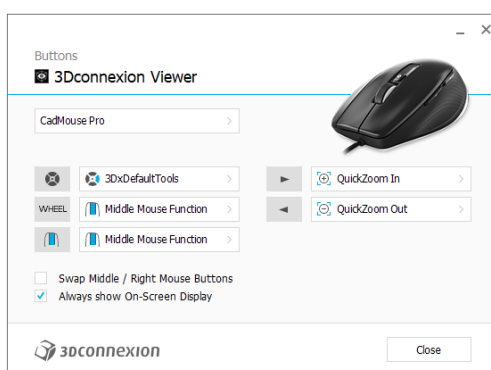 Buttons
3Dconnexion Viewer
CadMouse Pro
3DxDefaultTools
QuickZoom In
WHEEL
Middle Mouse Function
QuickZoom Out
Middle Mouse Function
Swap Middle / Right Mouse Buttons
Always show On-Screen Display
3Dconnexion
Close